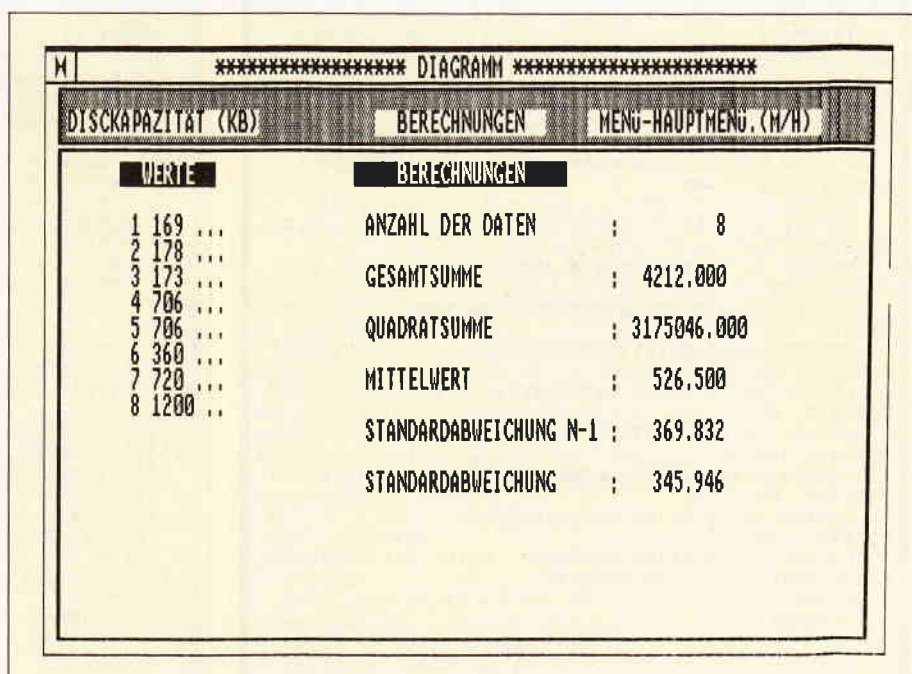 ****************** DIAGRAMM ***********************
DISCKAPAZITÄT (KB) BERECHNUNGEN MENü-HAUPTMENü.(M/H)
WERTE BERECHNUNGEN
1 169 ...
2 178 ...
3 173 ...
4 706 ...
5 706 ...
6 360 ...
7 720 ...
8 1200 ..
ANZAHL DER DATEN : 8
GESAMTSUMME : 4212.000
QUADRATSUMME : 3175046.000
MITTELWERT : 526.500
STANDARDABWEICHUNG N-1 : 369.832
STANDARDABWEICHUNG : 345.946